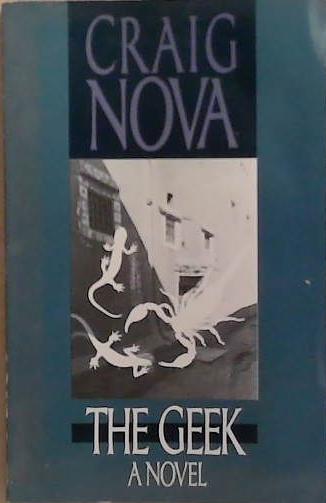 CRAIG
NOVA
THE GEEK
A NOVEL